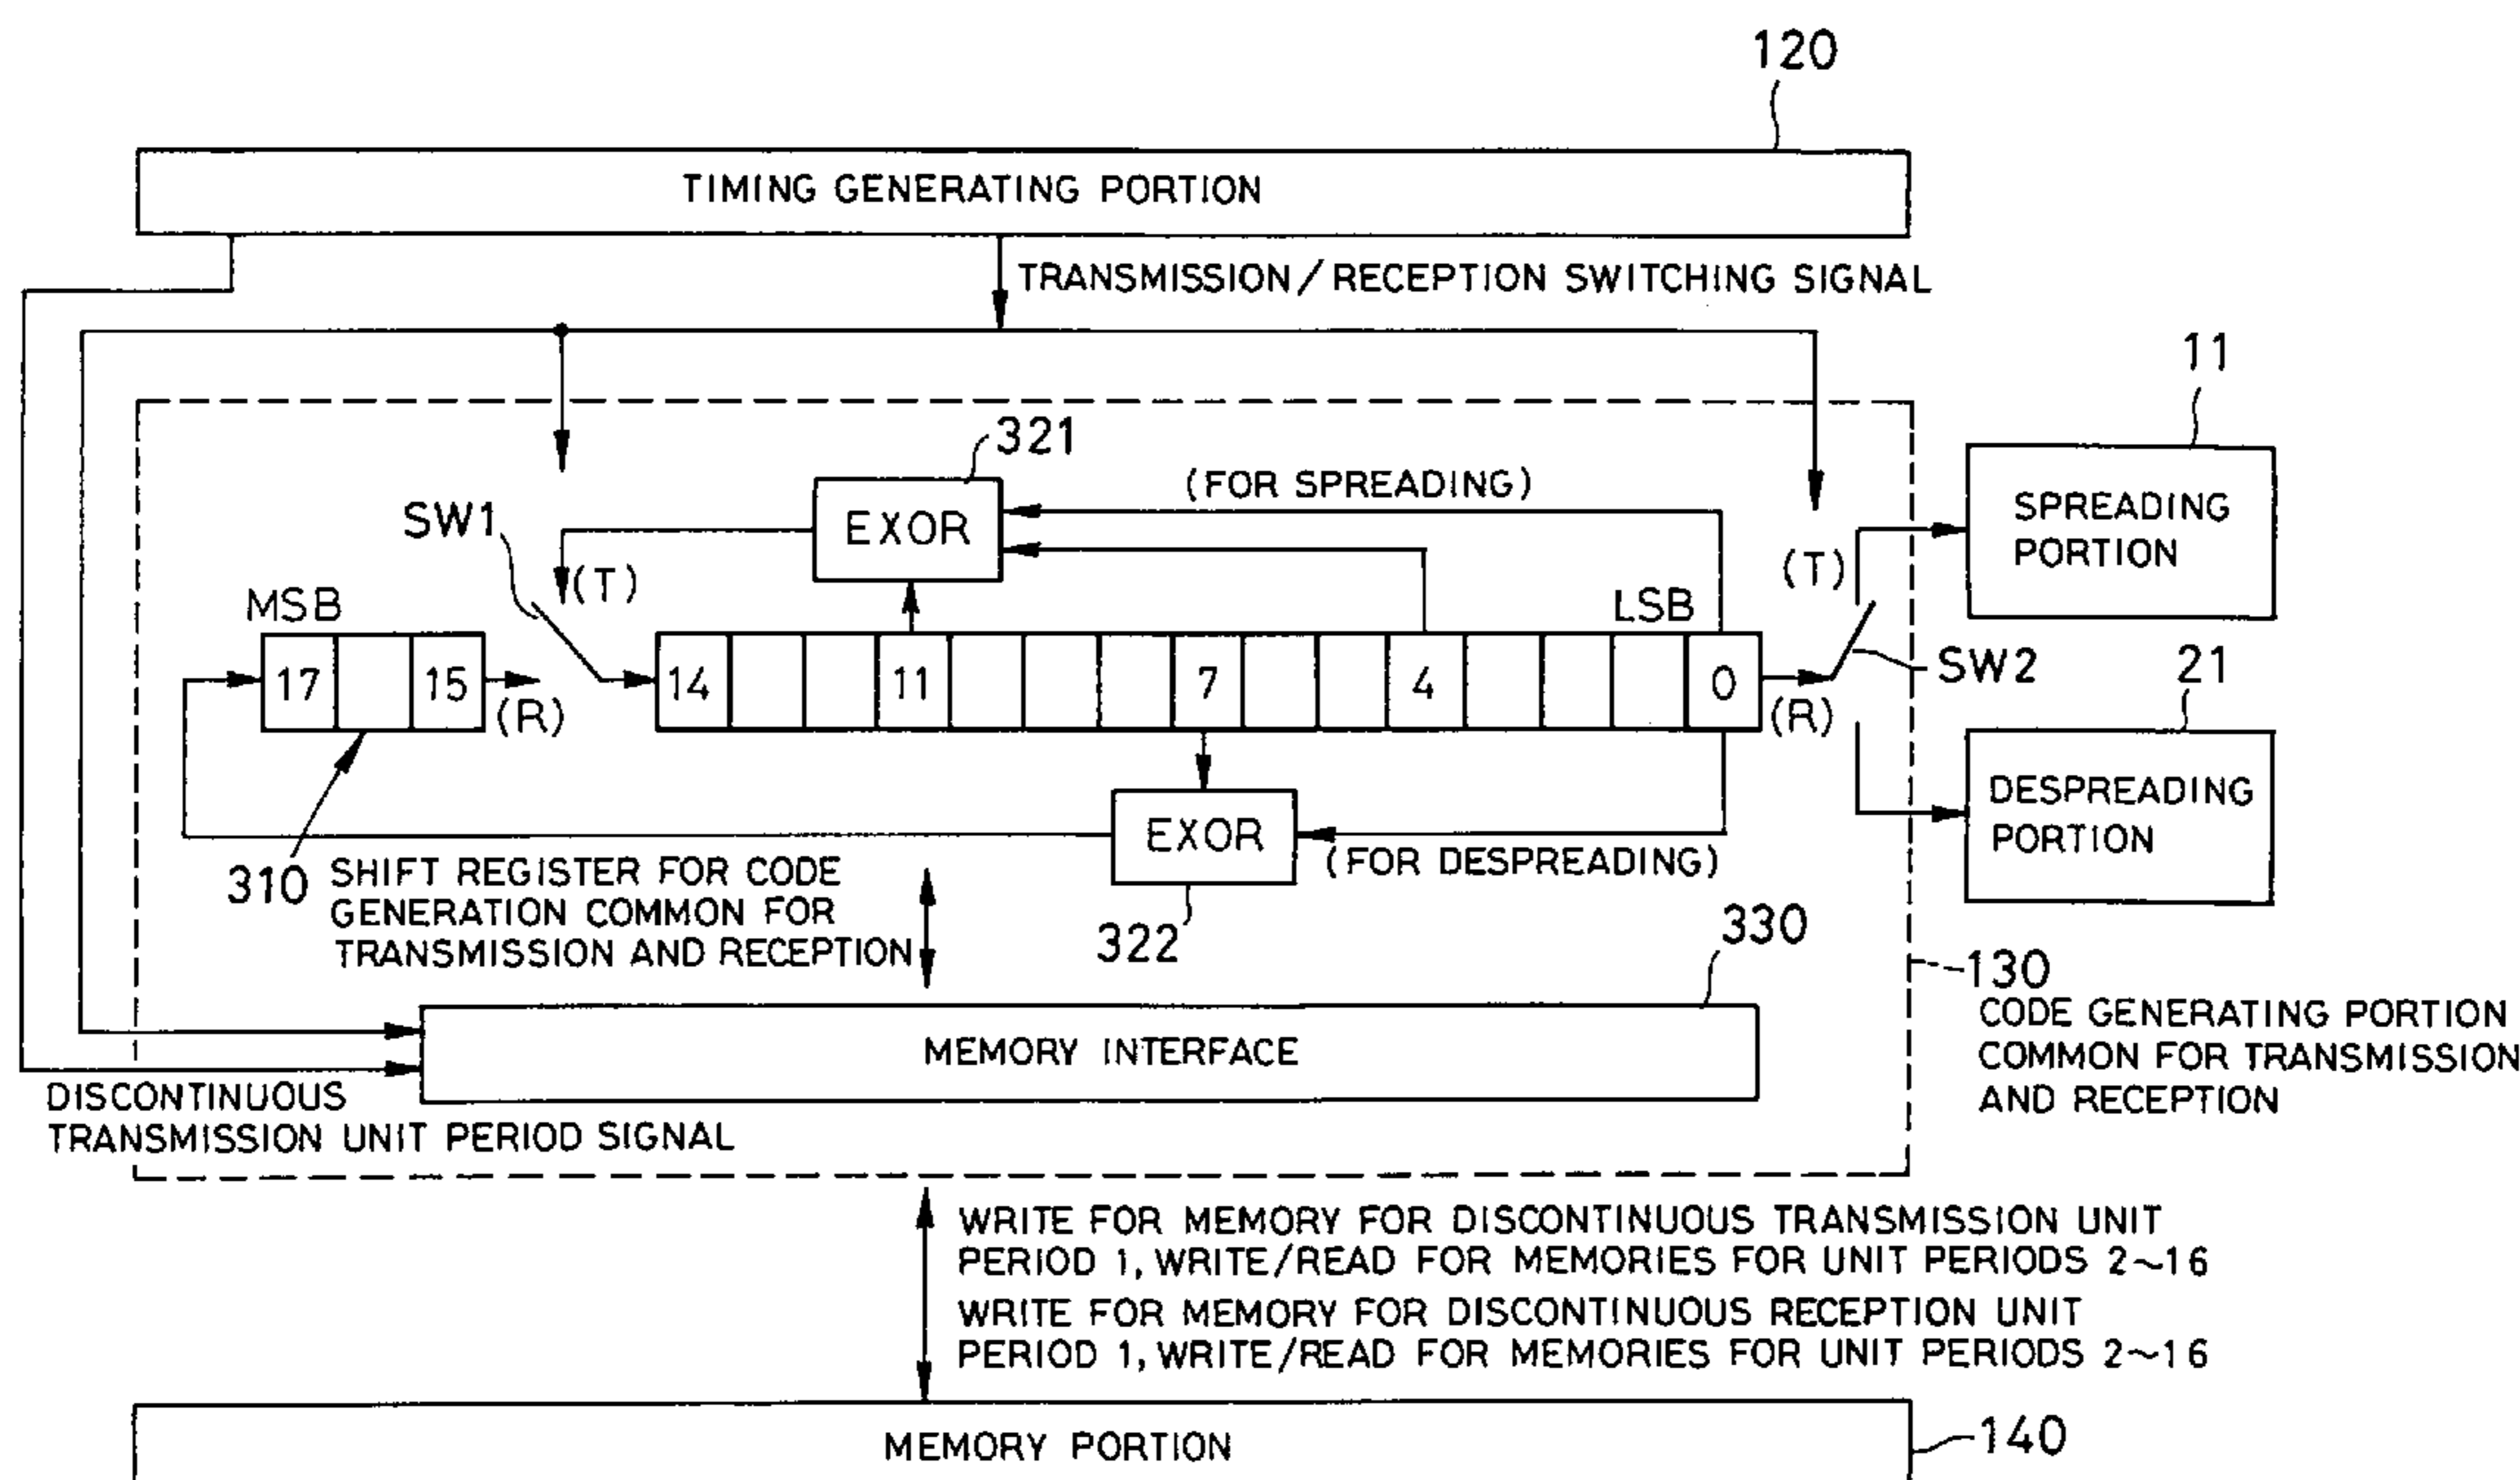 120
TIMING GENERATING PORTION
TRANSMISSION/RECEPTION SWITCHING SIGNAL
11
321
(FOR SPREADING)
SW1
EXOR
SPREADING
PORTION
(T)
(T)
MSB
LSB
17
15
14
11
7
4
0
(R)
(R)
SW2
21
DESPREADING
PORTION
EXOR
(FOR DESPREADING)
310
SHIFT REGISTER FOR CODE
GENERATION COMMON FOR
TRANSMISSION AND RECEPTION
322
330
130
CODE GENERATING PORTION
COMMON FOR TRANSMISSION
AND RECEPTION
MEMORY INTERFACE
DISCONTINUOUS
TRANSMISSION UNIT PERIOD SIGNAL
WRITE FOR MEMORY FOR DISCONTINUOUS TRANSMISSION UNIT
PERIOD 1, WRITE/READ FOR MEMORIES FOR UNIT PERIODS 2~16
WRITE FOR MEMORY FOR DISCONTINUOUS RECEPTION UNIT
PERIOD 1, WRITE/READ FOR MEMORIES FOR UNIT PERIODS 2~16
MEMORY PORTION
140